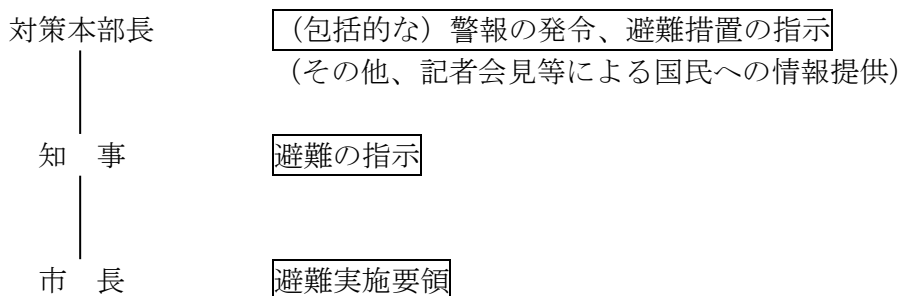 対策本部長 （包括的な）警報の発令、避難措置の指示
（その他、記者会見等による国民への情報提供）
知　事 避難の指示
市　長 避難実施要領